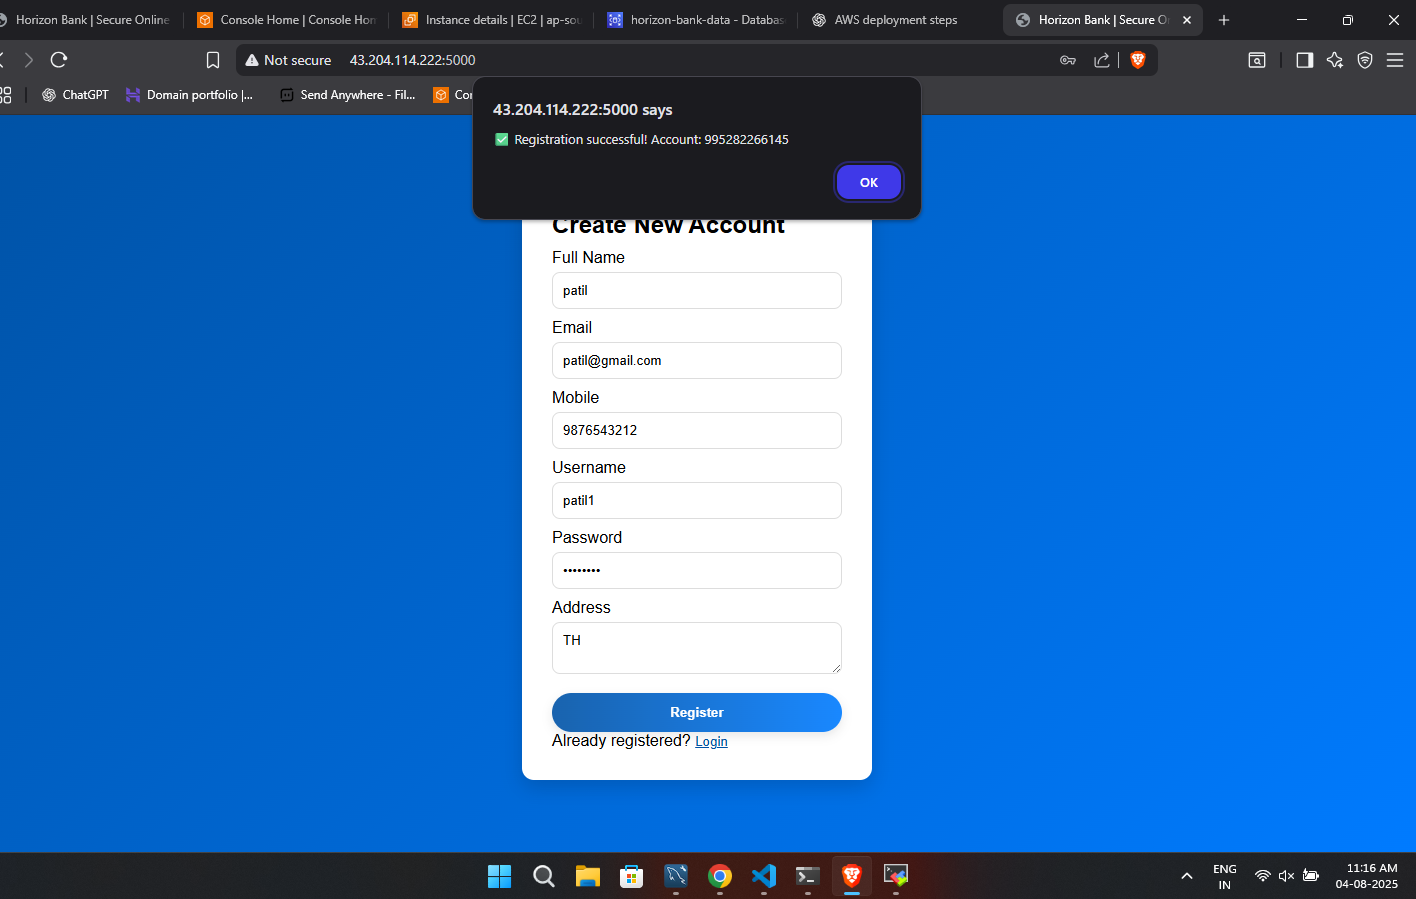 Horizon Bank | Secure Online
Console Home | Console Hom
Instance details | EC2 | ap-sou
horizon-bank-data - Databas
AWS deployment steps
Horizon Bank | Secure O
Not secure
43.204.114.222:5000
ChatGPT
Domain portfolio |...
Send Anywhere - Fil...
Co
43.204.114.222:5000 says
✅ Registration successful! Account: 995282266145
OK
Create New Account
Full Name
patil
Email
patil@gmail.com
Mobile
9876543212
Username
patil1
Password
••••••••
Address
TH
Register
Already registered? Login
ENG
IN
11:16 AM
04-08-2025